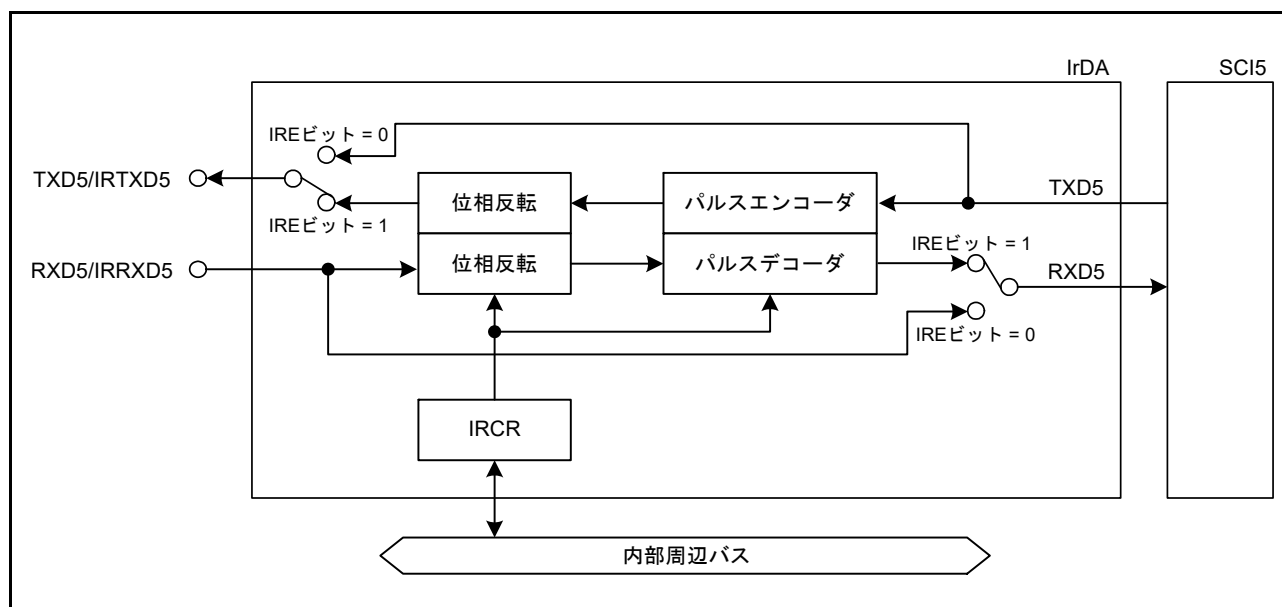 IrDA
SCI5
IREビット = 0
TXD5/IRTXD5
位相反転
パルスエンコーダ
TXD5
IREビット = 1
RXD5/IRRXD5
位相反転
パルスデコーダ
IREビット = 1
RXD5
IREビット = 0
IRCR
内部周辺バス